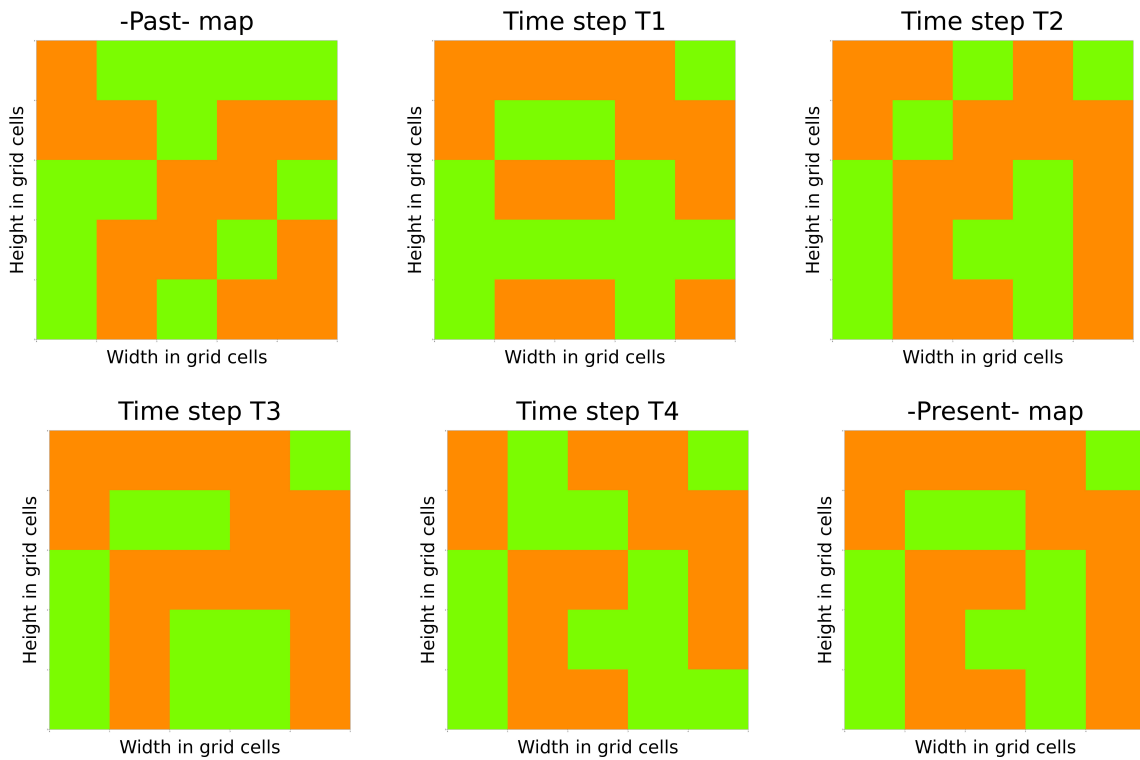 -Past- map
Time step T1
Time step T2
Height in grid cells
Height in grid cells
Height in grid cells
Width in grid cells
Width in grid cells
Width in grid cells
Time step T3
Time step T4
-Present- map
Height in grid cells
Height in grid cells
Height in grid cells
Width in grid cells
Width in grid cells
Width in grid cells